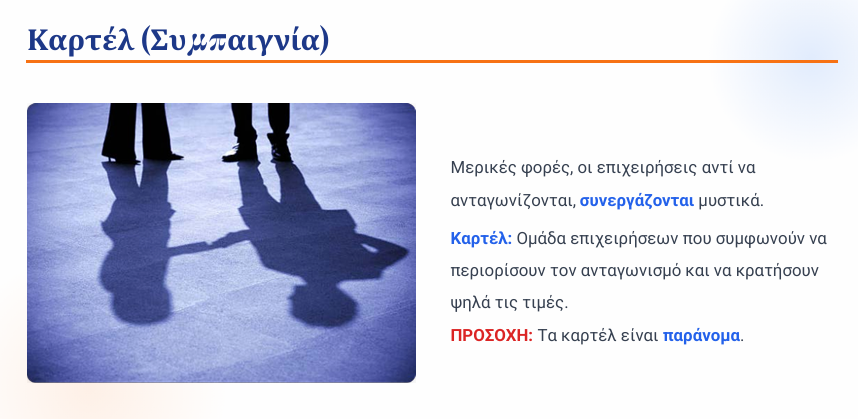 Καρτέλ (Συμπαιγνία)
Μερικές φορές, οι επιχειρήσεις αντί να
ανταγωνίζονται, συνεργάζονται μυστικά.
Καρτέλ: Ομάδα επιχειρήσεων που συμφωνούν να
περιορίσουν τον ανταγωνισμό και να κρατήσουν
ψηλά τις τιμές.
ΠΡΟΣΟΧΗ: Τα καρτέλ είναι παράνομα.